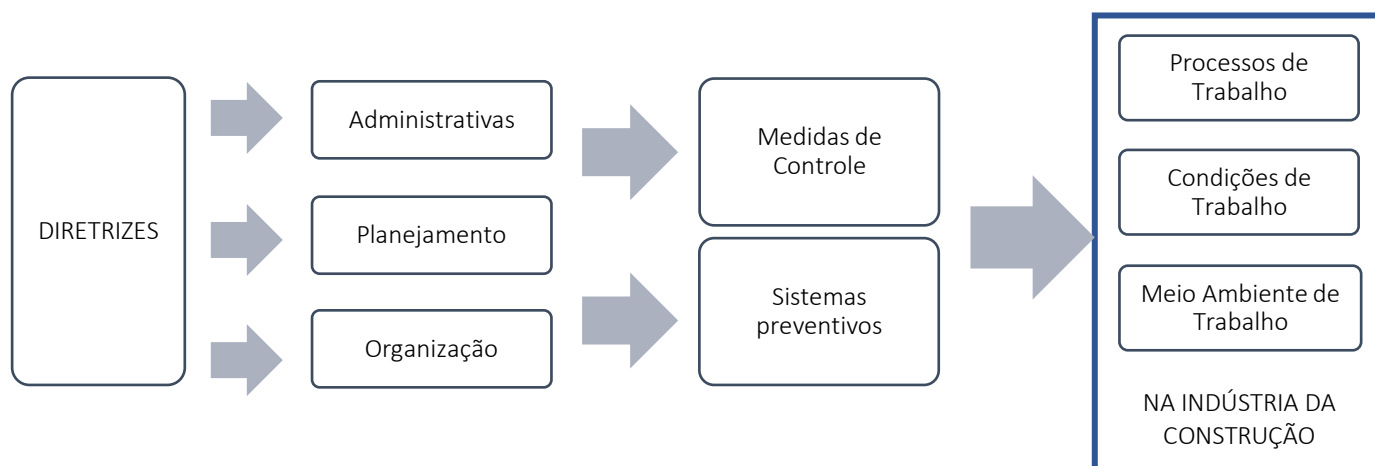 DIRETRIZES
Administrativas
Planejamento
Organização
Medidas de
Controle
Sistemas
preventivos
Processos de
Trabalho
Condições de
Trabalho
Meio Ambiente de
Trabalho
NA INDÚSTRIA DA
CONSTRUÇÃO